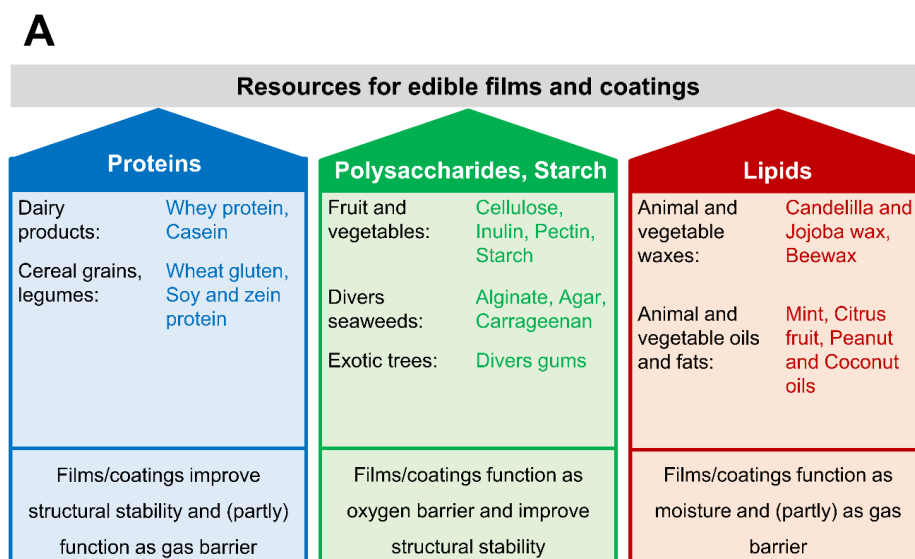 A
Resources for edible films and coatings
Proteins
Dairy
products:
Whey protein,
Casein
Cereal grains,
legumes:
Wheat gluten,
Soy and zein
protein
Films/coatings improve
structural stability and (partly)
function as gas barrier
Polysaccharides, Starch
Fruit and
vegetables:
Cellulose,
Inulin, Pectin,
Starch
Divers
seaweeds:
Alginate, Agar,
Carrageenan
Exotic trees:
Divers gums
Films/coatings function as
oxygen barrier and improve
structural stability
Lipids
Animal and
vegetable
waxes:
Candelilla and
Jojoba wax,
Beewax
Animal and
vegetable oils
and fats:
Mint, Citrus
fruit, Peanut
and Coconut
oils
Films/coatings function as
moisture and (partly) as gas
barrier